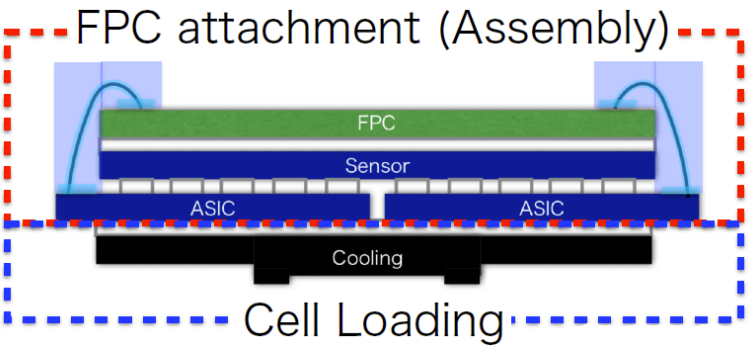 FPC attachment (Assembly)
FPC
Sensor
ASIC ASIC
Cooling
Cell Loading